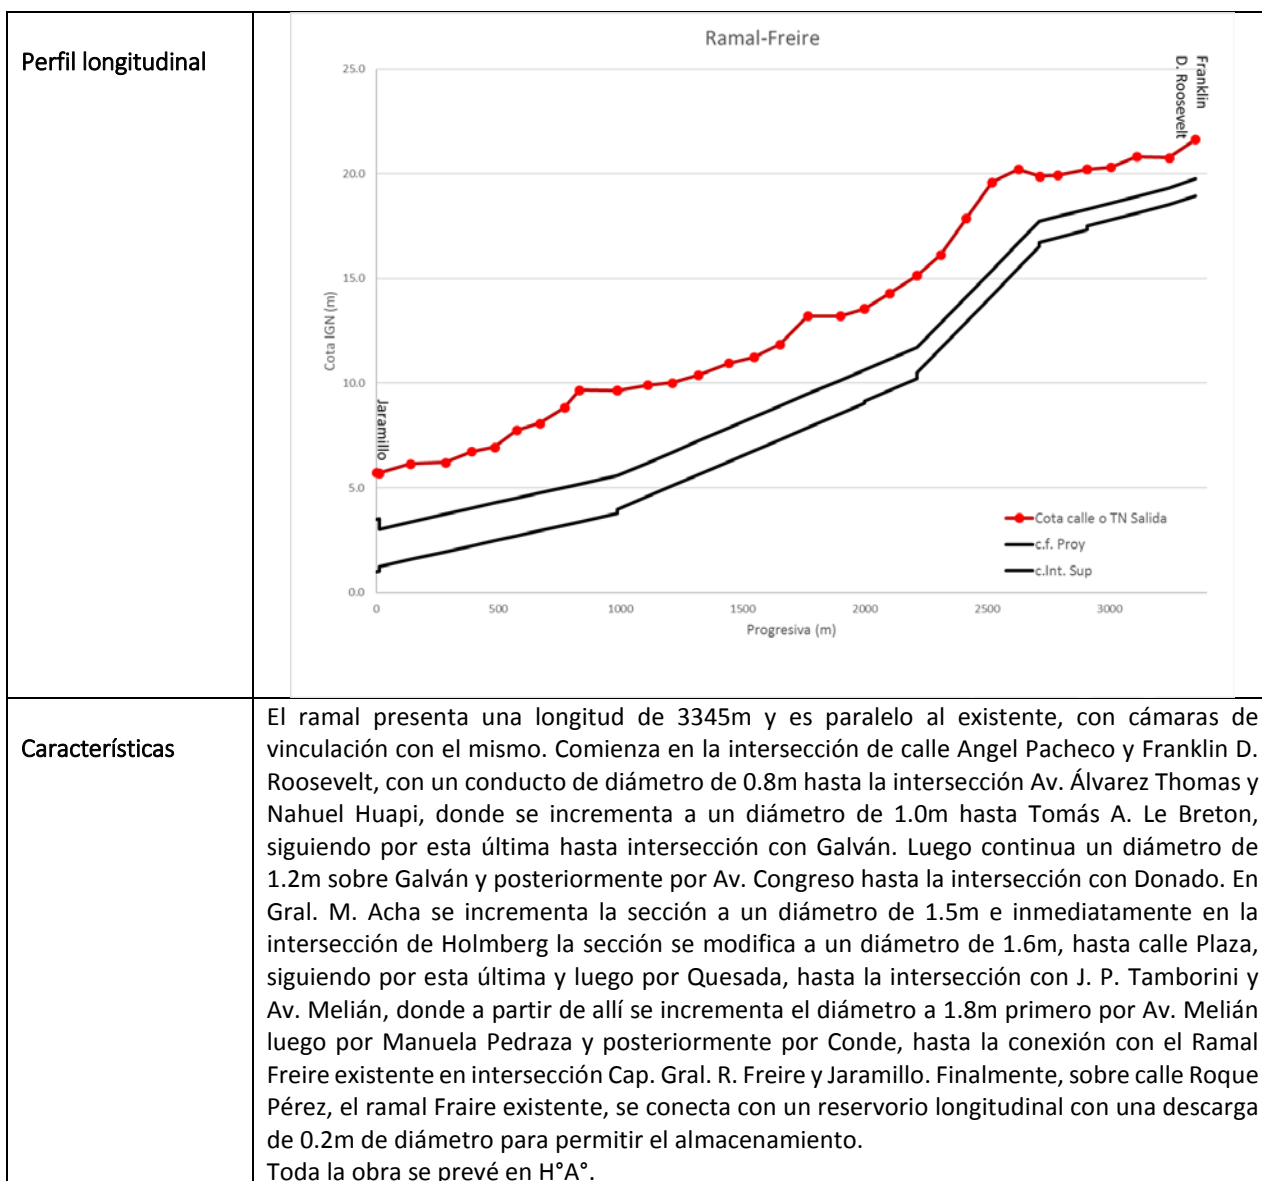 Perfil longitudinal
Ramal-Freire
25.0
20.0
15.0
10.0
5.0
0.0
Cota IGN (m)
Jaramillo
Franklin
D. Roosevelt
Cota calle o TN Salida
c.f. Proy
c.Int. Sup
0
500
1000
1500
2000
2500
3000
Progresiva (m)
Características
El ramal presenta una longitud de 3345m y es paralelo al existente, con cámaras de
vinculación con el mismo. Comienza en la intersección de calle Angel Pacheco y Franklin D.
Roosevelt, con un conducto de diámetro de 0.8m hasta la intersección Av. Álvarez Thomas y
Nahuel Huapi, donde se incrementa a un diámetro de 1.0m hasta Tomás A. Le Breton,
siguiendo por esta última hasta intersección con Galván. Luego continua un diámetro de
1.2m sobre Galván y posteriormente por Av. Congreso hasta la intersección con Donado. En
Gral. M. Acha se incrementa la sección a un diámetro de 1.5m e inmediatamente en la
intersección de Holmberg la sección se modifica a un diámetro de 1.6m, hasta calle Plaza,
siguiendo por esta última y luego por Quesada, hasta la intersección con J. P. Tamborini y
Av. Melián, donde a partir de allí se incrementa el diámetro a 1.8m primero por Av. Melián
luego por Manuela Pedraza y posteriormente por Conde, hasta la conexión con el Ramal
Freire existente en intersección Cap. Gral. R. Freire y Jaramillo. Finalmente, sobre calle Roque
Pérez, el ramal Fraire existente, se conecta con un reservorio longitudinal con una descarga
de 0.2m de diámetro para permitir el almacenamiento.
Toda la obra se prevé en H°A°.